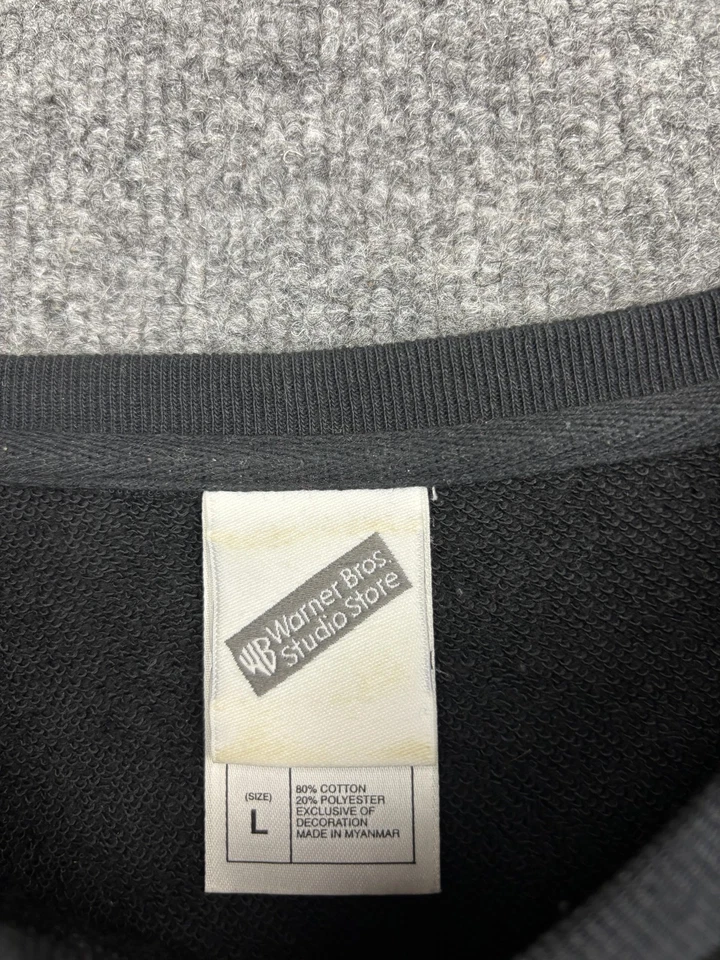 WB Warner Bros.
Studio Store
(SIZE)
L
80% COTTON
20% POLYESTER
EXCLUSIVE OF
DECORATION
MADE IN MYANMAR